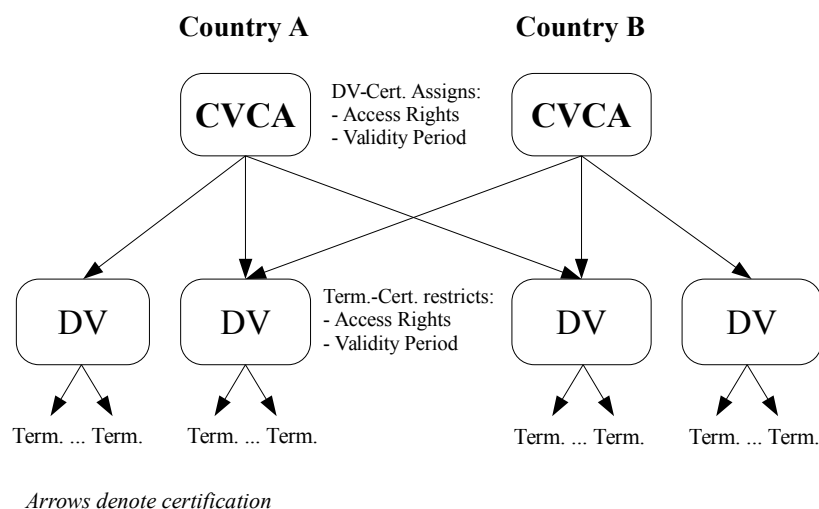 Country A
Country B
CVCA
DV-Cert. Assigns:
- Access Rights
- Validity Period
CVCA
DV
DV
Term.-Cert. restricts:
- Access Rights
- Validity Period
DV
DV
Term. ... Term.
Term. ... Term.
Term. ... Term.
Term. ... Term.
Arrows denote certification